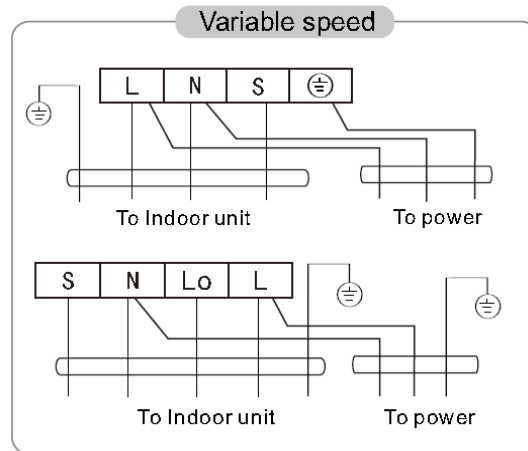 Variable speed
L N S
To Indoor unit To power
S N Lo L
To Indoor unit To power